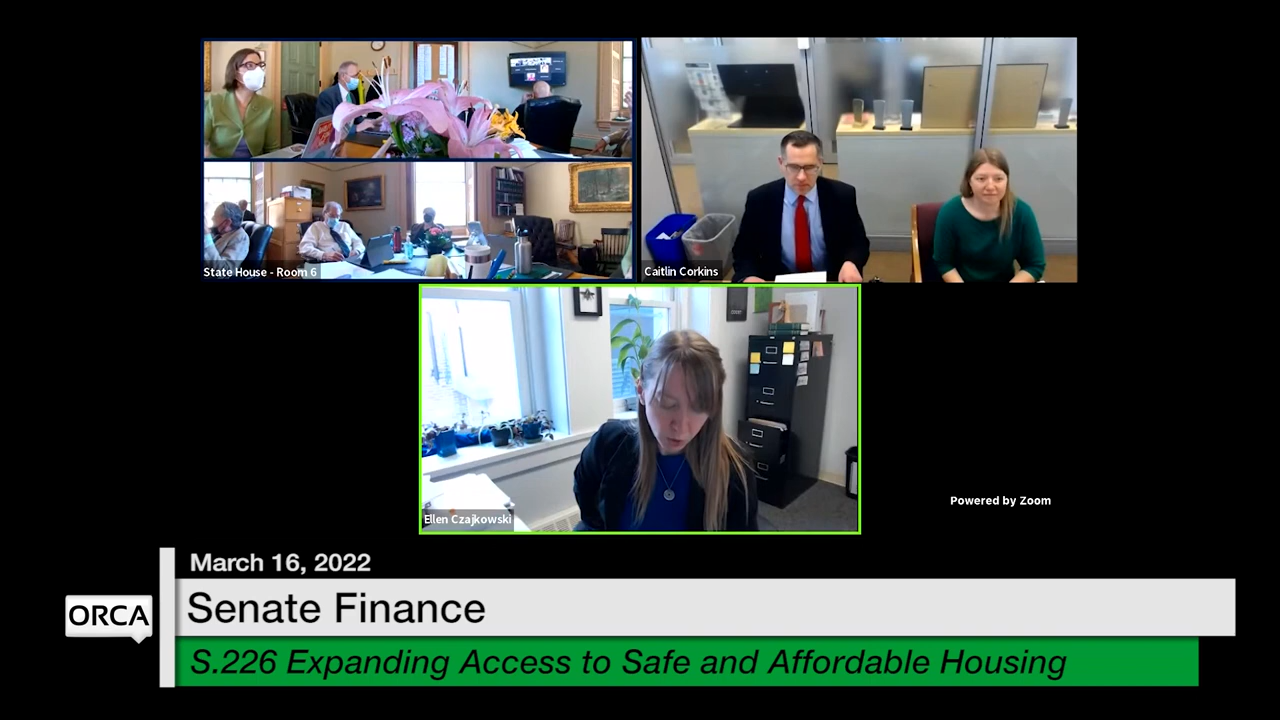 State House - Room 6
Caitlin Corkins
Ellen Czajkowski
Powered by Zoom
March 16, 2022
ORCA
Senate Finance
S.226 Expanding Access to Safe and Affordable Housing